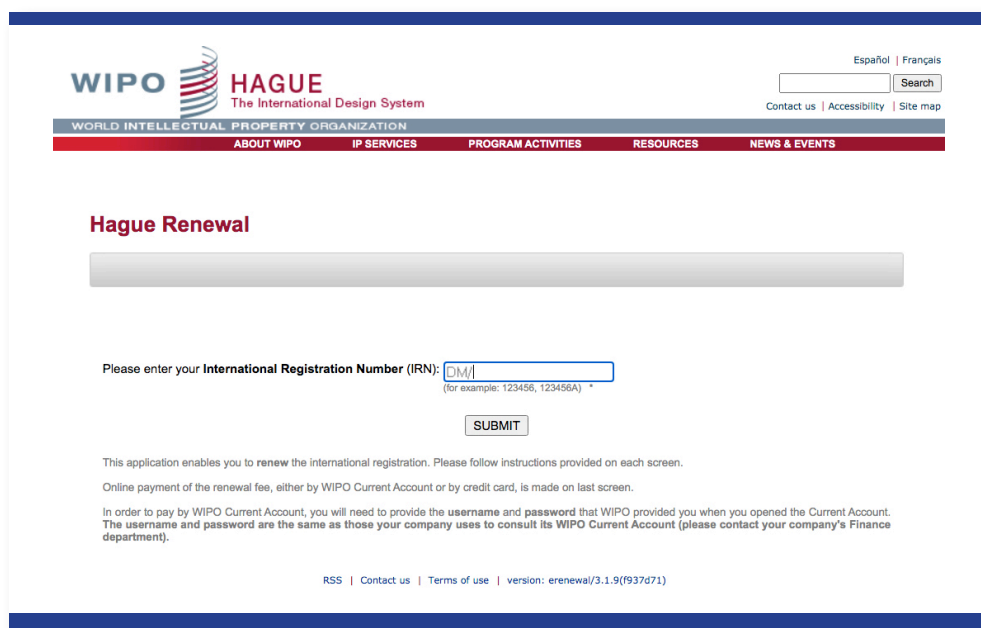 Español | Français
WIPO
HAGUE
The International Design System
Search
Contact us | Accessibility | Site map
WORLD INTELLECTUAL PROPERTY ORGANIZATION
ABOUT WIPO IP SERVICES PROGRAM ACTIVITIES RESOURCES NEWS & EVENTS
Hague Renewal
Please enter your International Registration Number (IRN): DM/
(for example: 123456, 123456A) *
SUBMIT
This application enables you to renew the international registration. Please follow instructions provided on each screen.
Online payment of the renewal fee, either by WIPO Current Account or by credit card, is made on last screen.
In order to pay by WIPO Current Account, you will need to provide the username and password that WIPO provided you when you opened the Current Account.
The username and password are the same as those your company uses to consult its WIPO Current Account (please contact your company's Finance
department).
RSS | Contact us | Terms of use | version: erenewal/3.1.9(f937d71)